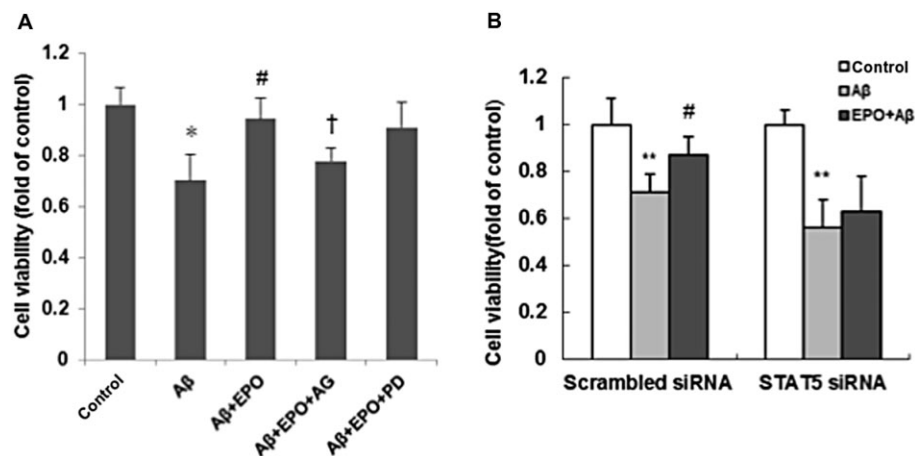 A
Cell viability (fold of control)
1.2
1
0.8
0.6
0.4
0.2
0
*
#
†
Control
Aβ
Aβ+EPO
Aβ+EPO+AG
Aβ+EPO+PD
B
Cell viability(fold of control)
1.2
1
0.8
0.6
0.4
0.2
0
**
#
**
Control
Aβ
EPO+Aβ
Scrambled siRNA
STAT5 siRNA